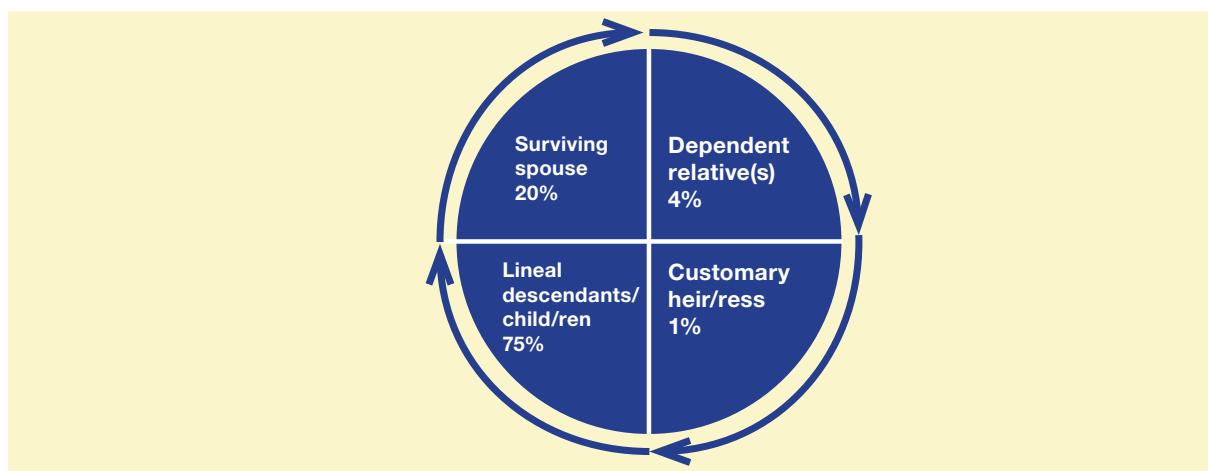 Surviving
spouse
20%
Dependent
relative(s)
4%
Lineal
descendants/
child/ren
75%
Customary
heir/ress
1%